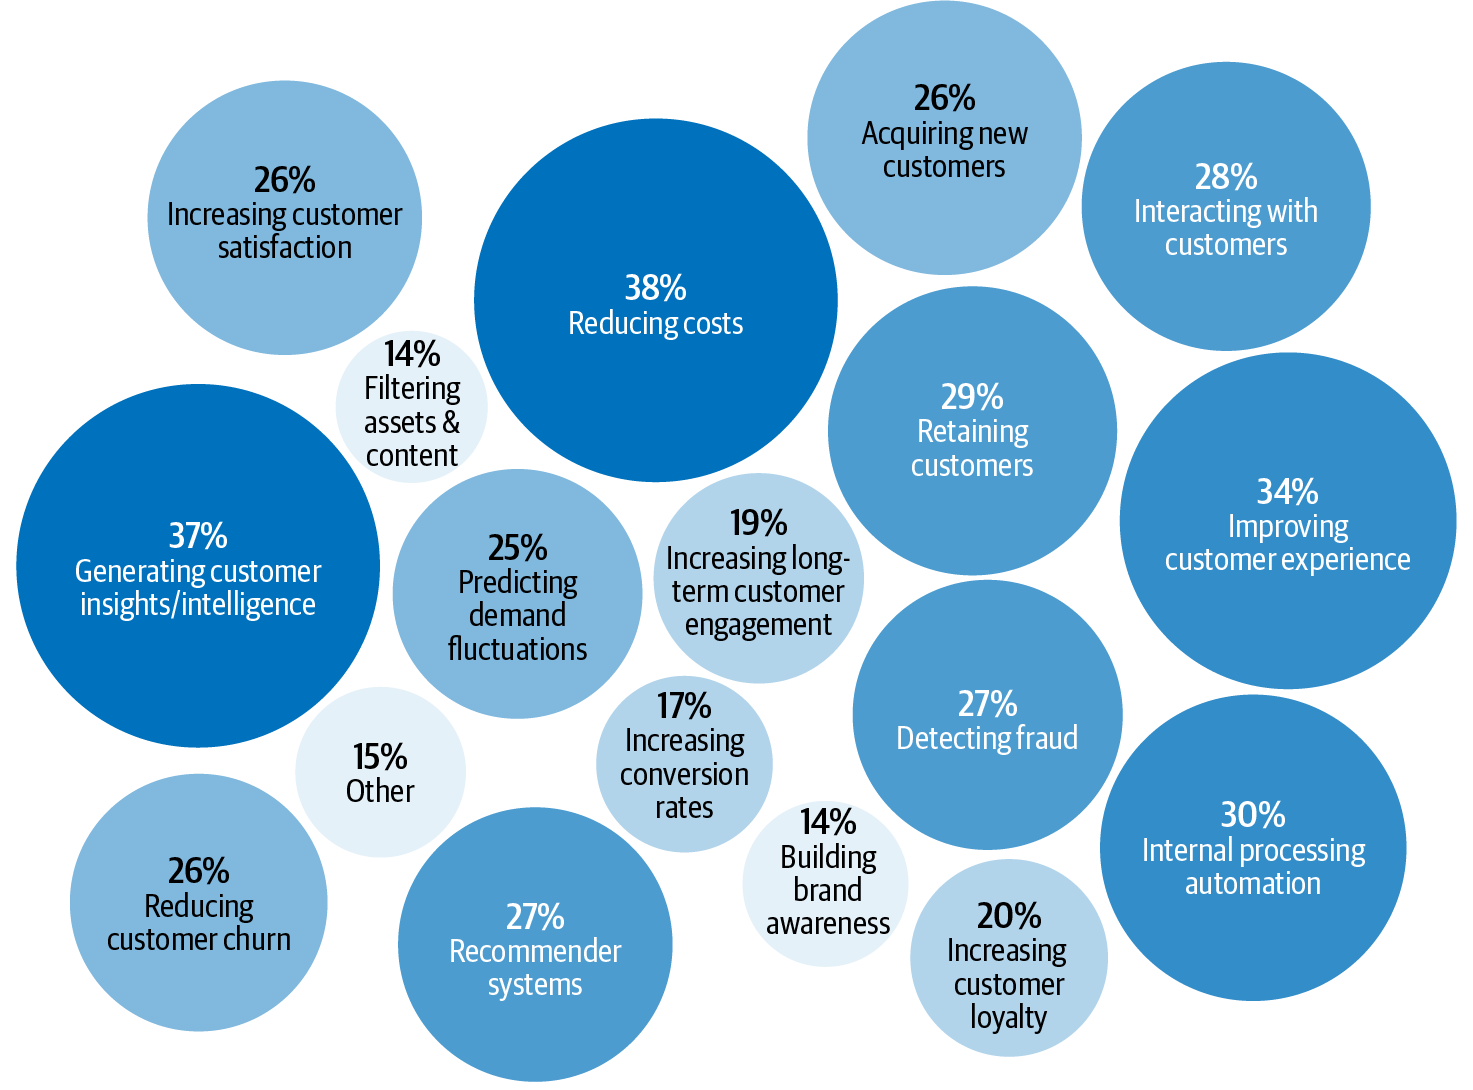 26%
Acquiring new
customers
26%
Increasing customer
satisfaction
28%
Interacting with
customers
38%
Reducing costs
14%
Filtering
assets &
content
29%
Retaining
customers
34%
Improving
customer experience
37%
Generating customer
insights/intelligence
25%
Predicting
demand
fluctuations
19%
Increasing long-
term customer
engagement
17%
Increasing
conversion
rates
27%
Detecting fraud
15%
Other
30%
Internal processing
automation
14%
Building
brand
awareness
26%
Reducing
customer churn
27%
Recommender
systems
20%
Increasing
customer
loyalty